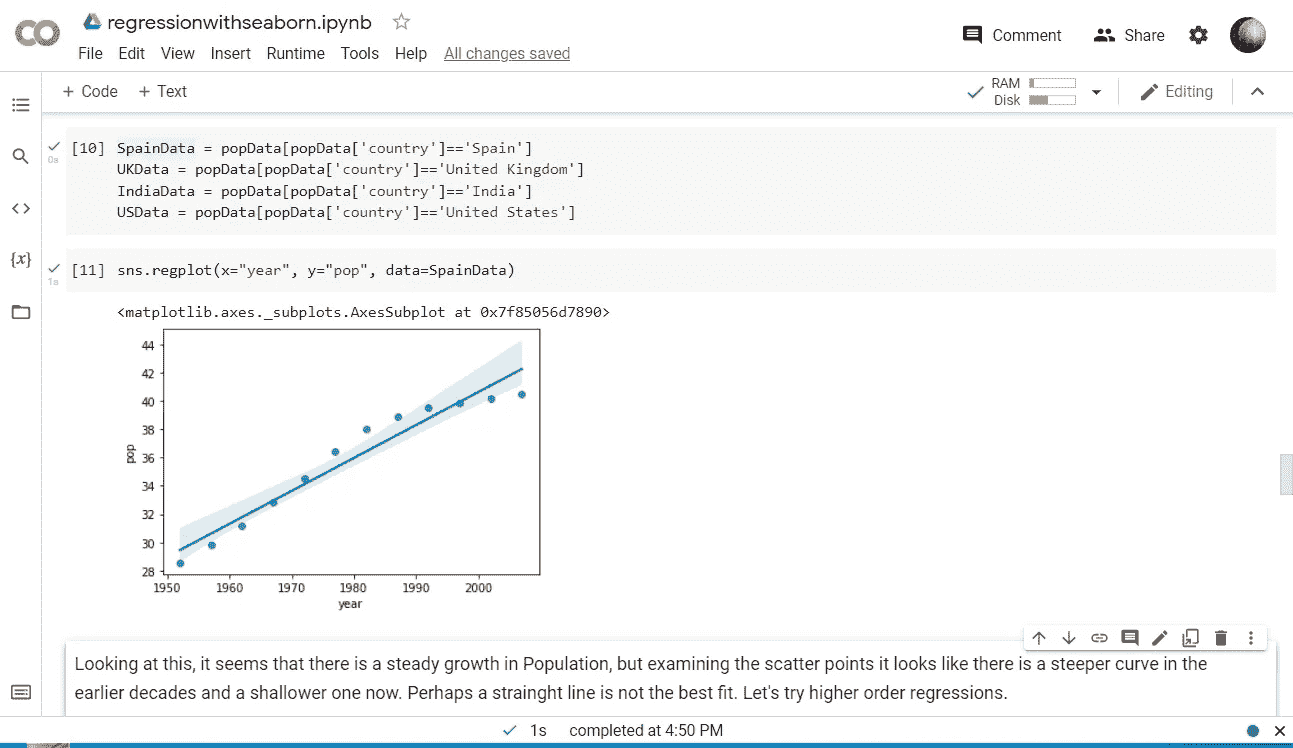 regressionwithseaborn.ipynb
File Edit View Insert Runtime Tools Help All changes saved
Comment Share
+ Code + Text
RAM
Disk
Editing
[10] SpainData = popData[popData['country']=='Spain']
0s
UKData = popData[popData['country']=='United Kingdom']
IndiaData = popData[popData['country']=='India']
USData = popData[popData['country']=='United States']
{x}
[11] sns.regplot(x="year", y="pop", data=SpainData)
1s
<matplotlib.axes._subplots.AxesSubplot at 0x7f85056d7890>
44
42
40
38
pop
36
34
32
30
28
1950 1960 1970 1980 1990 2000
year
Looking at this, it seems that there is a steady growth in Population, but examining the scatter points it looks like there is a steeper curve in the
earlier decades and a shallower one now. Perhaps a strainght line is not the best fit. Let's try higher order regressions.
1s completed at 4:50 PM